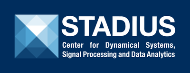 STADIUS
Center for Dynamical Systems,
Signal Processing and Data Analytics